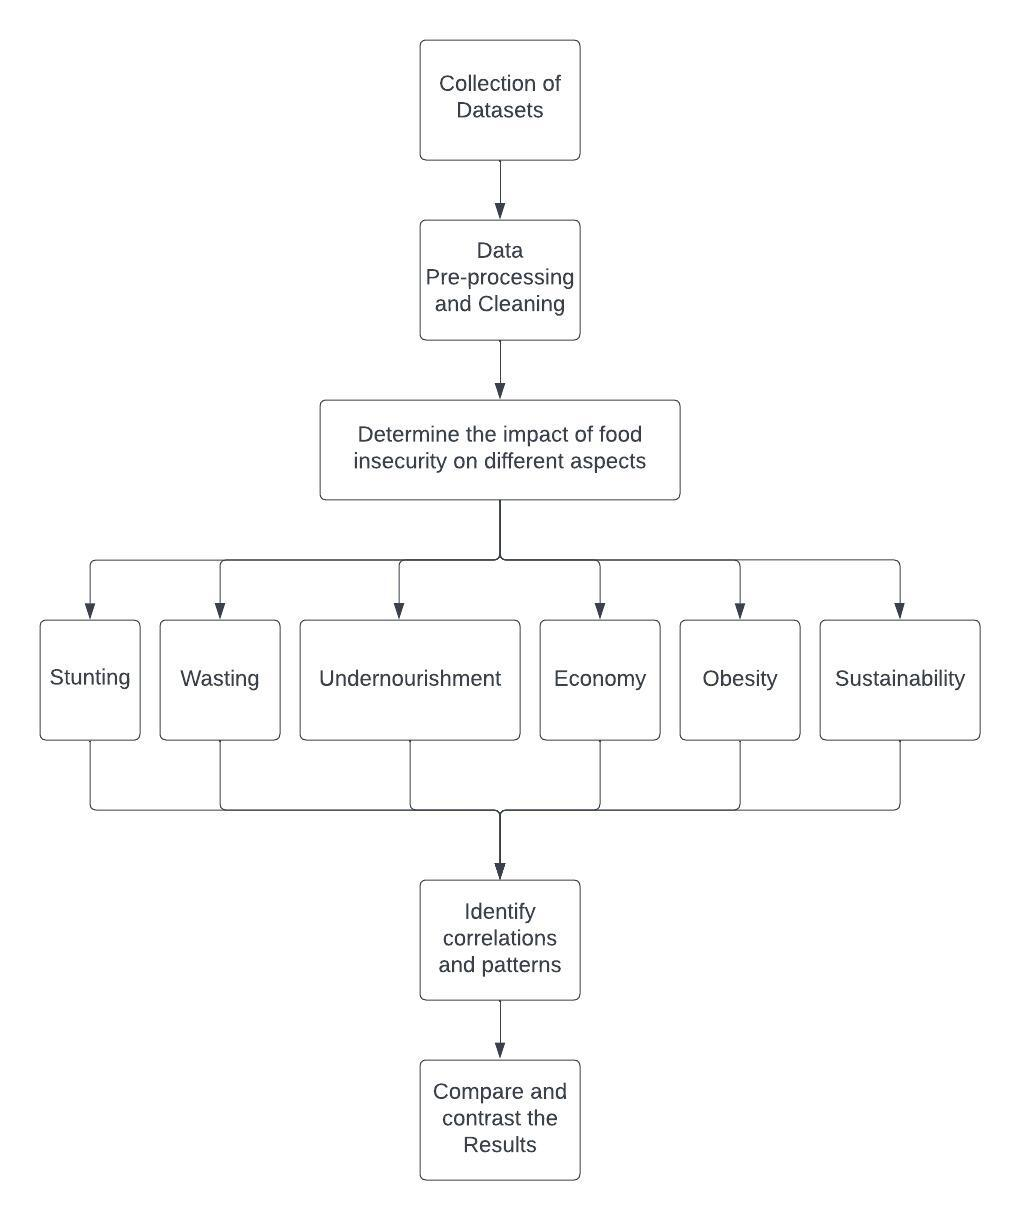 Collection of
Datasets
Data
Pre-processing
and Cleaning
Determine the impact of food
insecurity on different aspects
Stunting
Wasting
Undernourishment
Economy
Obesity
Sustainability
Identify
correlations
and patterns
Compare and
contrast the
Results